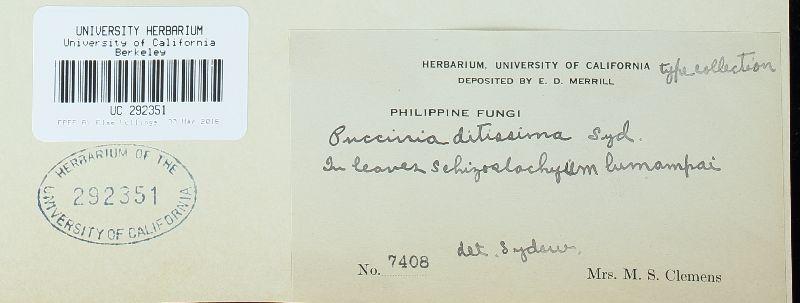 UNIVERSITY HERBARIUM
University of California
Berkeley
UC 292351
HERBARIUM OF THE
292351
UNIVERSITY OF CALIFORNIA
HERBARIUM, UNIVERSITY OF CALIFORNIA type collection
DEPOSITED BY E. D. MERRILL
PHILIPPINE FUNGI
Puccinia ditissima Syd.
In leaves Schizostachyum lumampai
det. Sydow.
No. 7408
Mrs. M. S. Clemens